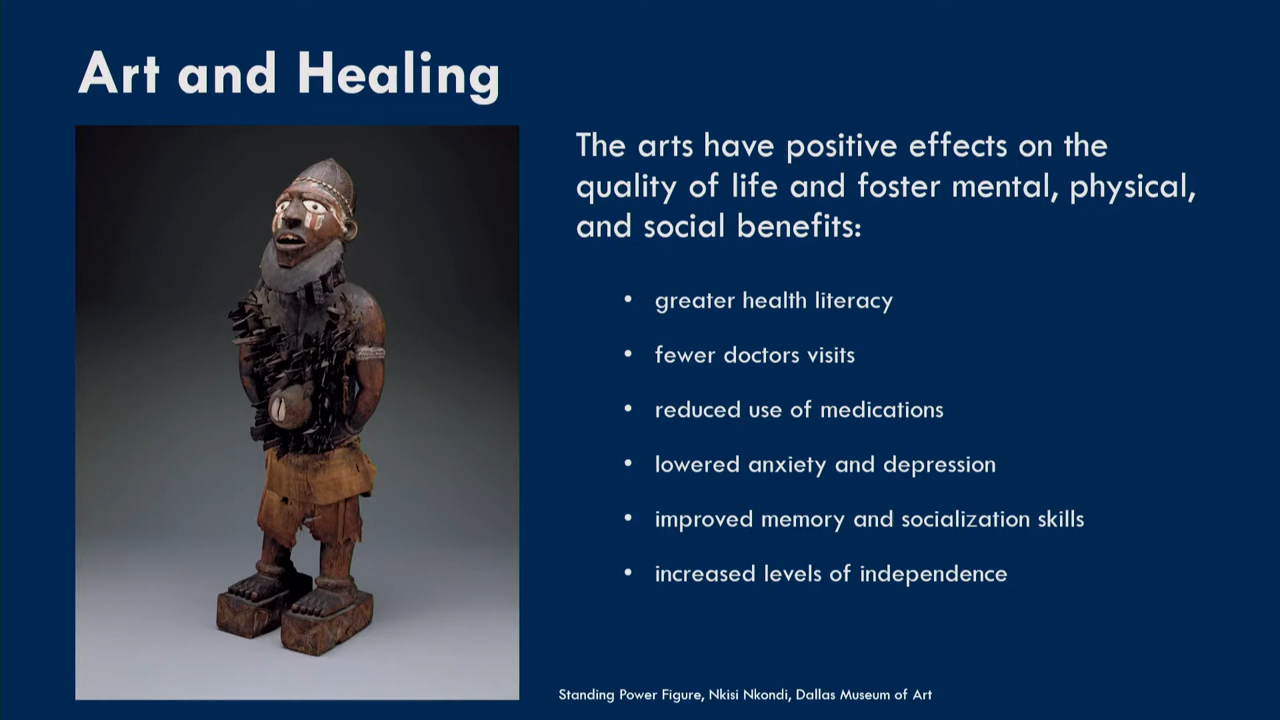 Art and Healing
The arts have positive effects on the
quality of life and foster mental, physical,
and social benefits:
• greater health literacy
• fewer doctors visits
• reduced use of medications
• lowered anxiety and depression
• improved memory and socialization skills
• increased levels of independence
Standing Power Figure, Nkisi Nkondi, Dallas Museum of Art